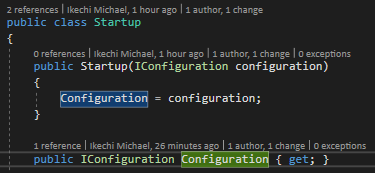 2 references | Ikechi Michael, 1 hour ago | 1 author, 1 change
public class Startup
{
0 references | Ikechi Michael, 1 hour ago | 1 author, 1 change | 0 exceptions
public Startup(IConfiguration configuration)
{
Configuration = configuration;
}
1 reference | Ikechi Michael, 26 minutes ago | 1 author, 1 change | 0 exceptions
public IConfiguration Configuration { get; }